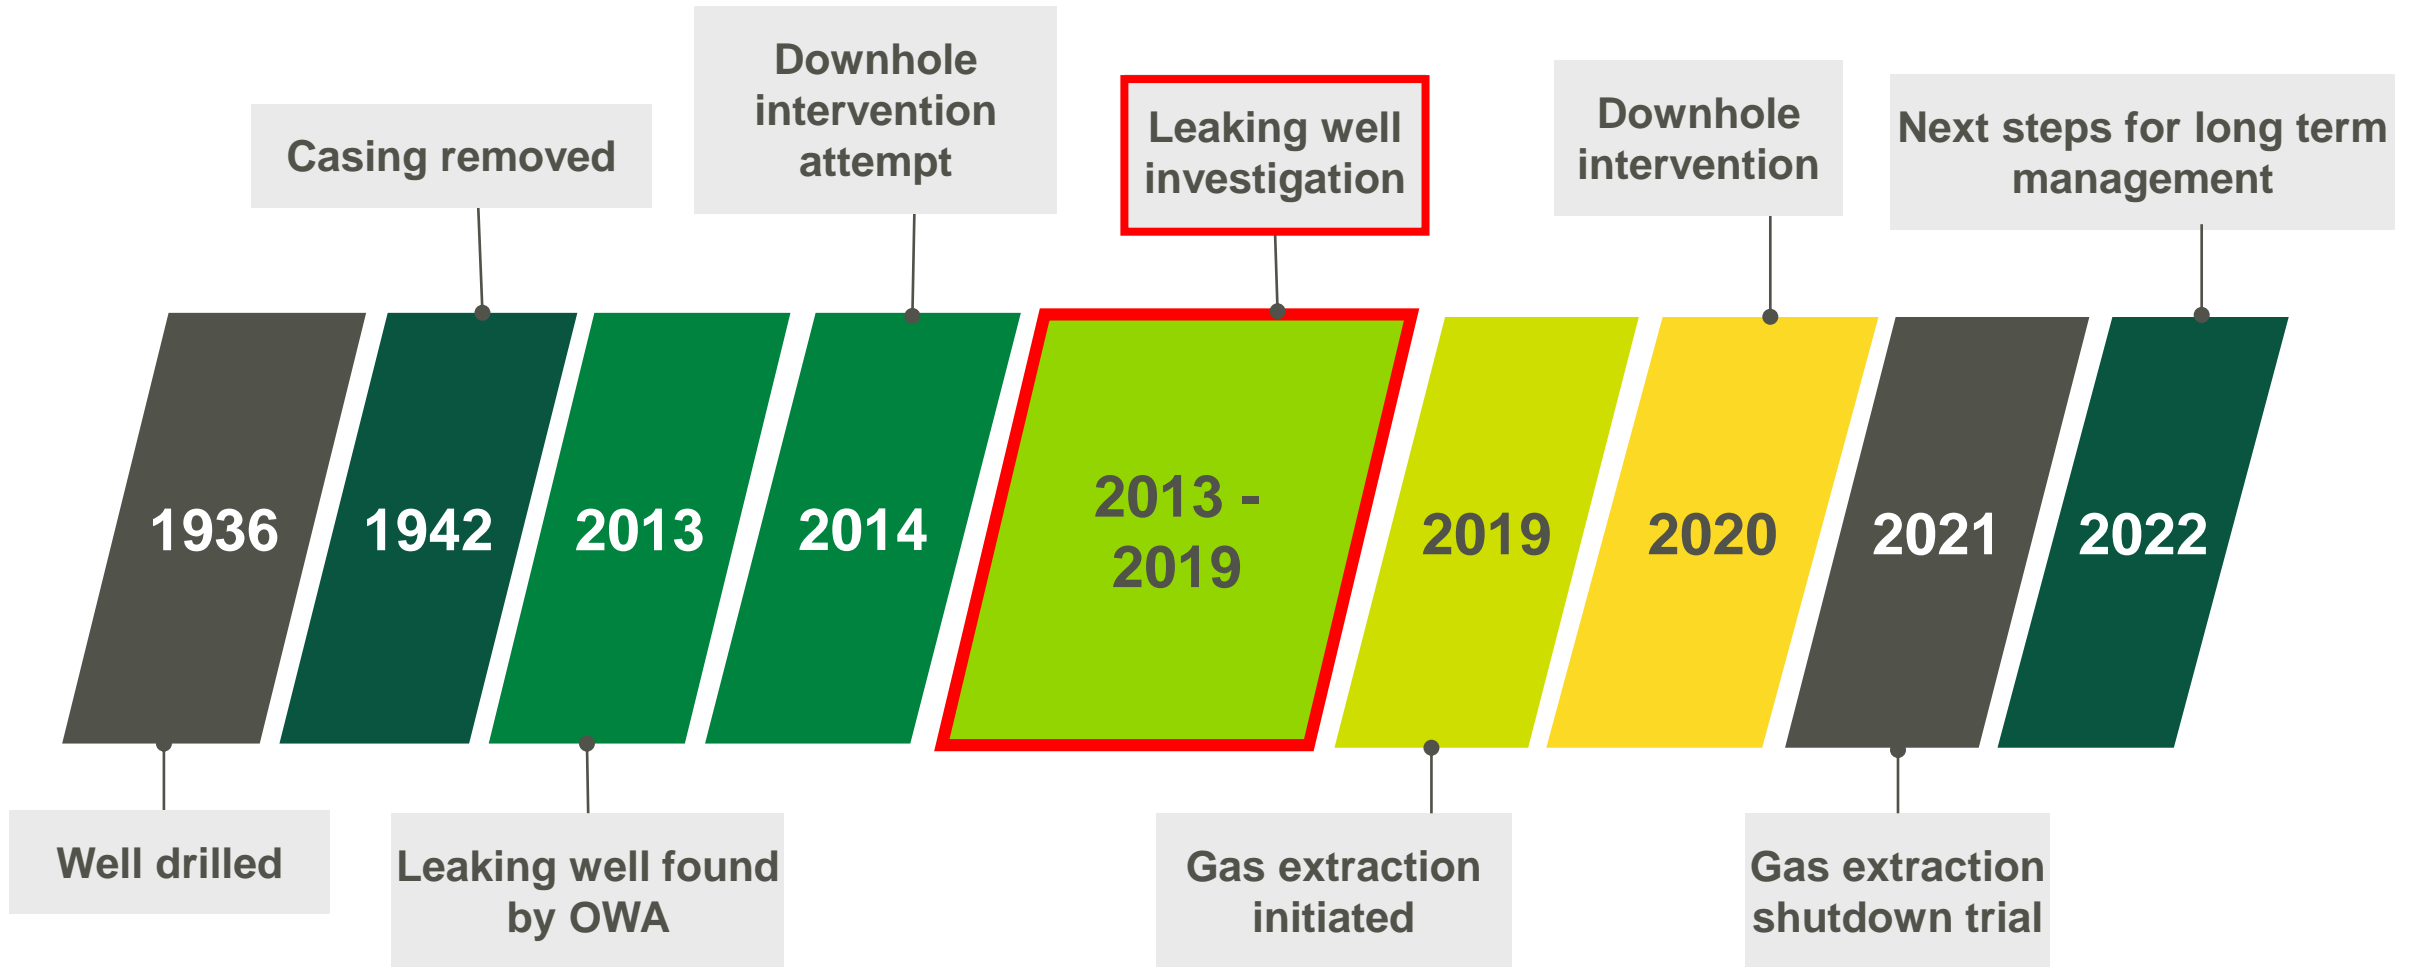 Downhole
intervention
attempt
Casing removed
Leaking well
investigation
Downhole
intervention
Next steps for long term
management
1936
1942
2013
2014
2013 -
2019
2019
2020
2021
2022
Well drilled
Leaking well found
by OWA
Gas extraction
initiated
Gas extraction
shutdown trial